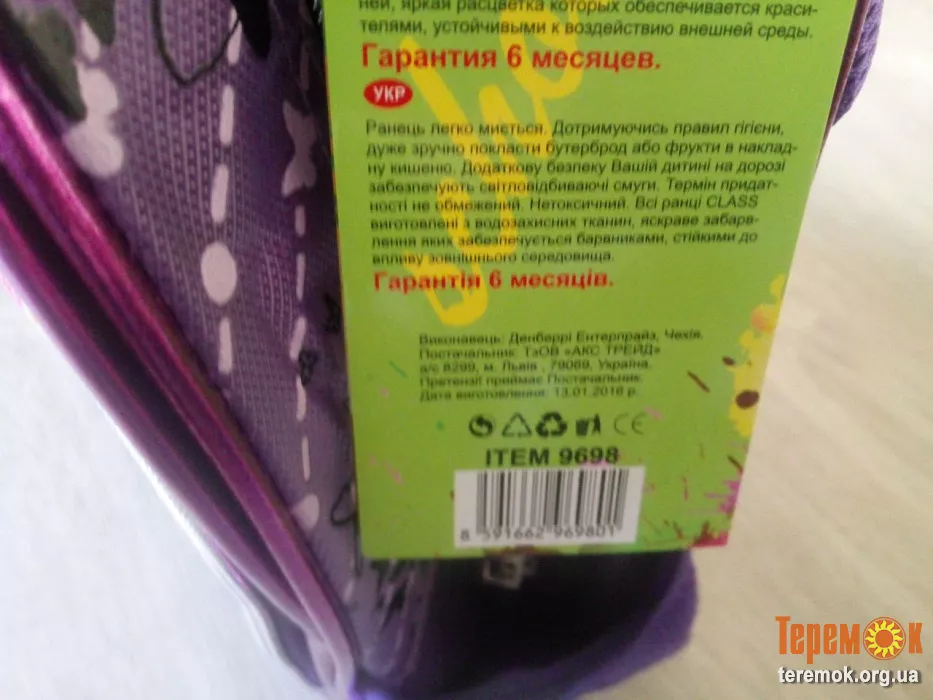 ней, яркая расцветка которых обеспечивается краси-
телями, устойчивыми к воздействию внешней среды.
Гарантия 6 месяцев.
УКР
Ранець легко миється. Дотримуючись правил гігієни,
дуже зручно покласти бутерброд або фрукти в наклад-
ну кишеню. Додаткову безпеку Вашій дитині на дорозі
забезпечують світловідбиваючі смуги. Термін придат-
ності не обмежений. Нетоксичний. Всі ранці CLASS
виготовлені з водозахисних тканин, яскраве забарв-
лення яких забезпечується барвниками, стійкими до
впливу зовнішнього середовища.
Гарантія 6 місяців.
Виконавець: Денберрі Ентерпрайз, Чехія.
Постачальник: ТзОВ «АКС ТРЕЙД»
а/с 8299, м. Львів , 79069, Україна.
Претензії приймає Постачальник.
Дата виготовлення: 13.01.2016 р.
CE
ITEM 9698
8 591662 969801
Теремок
teremok.org.ua